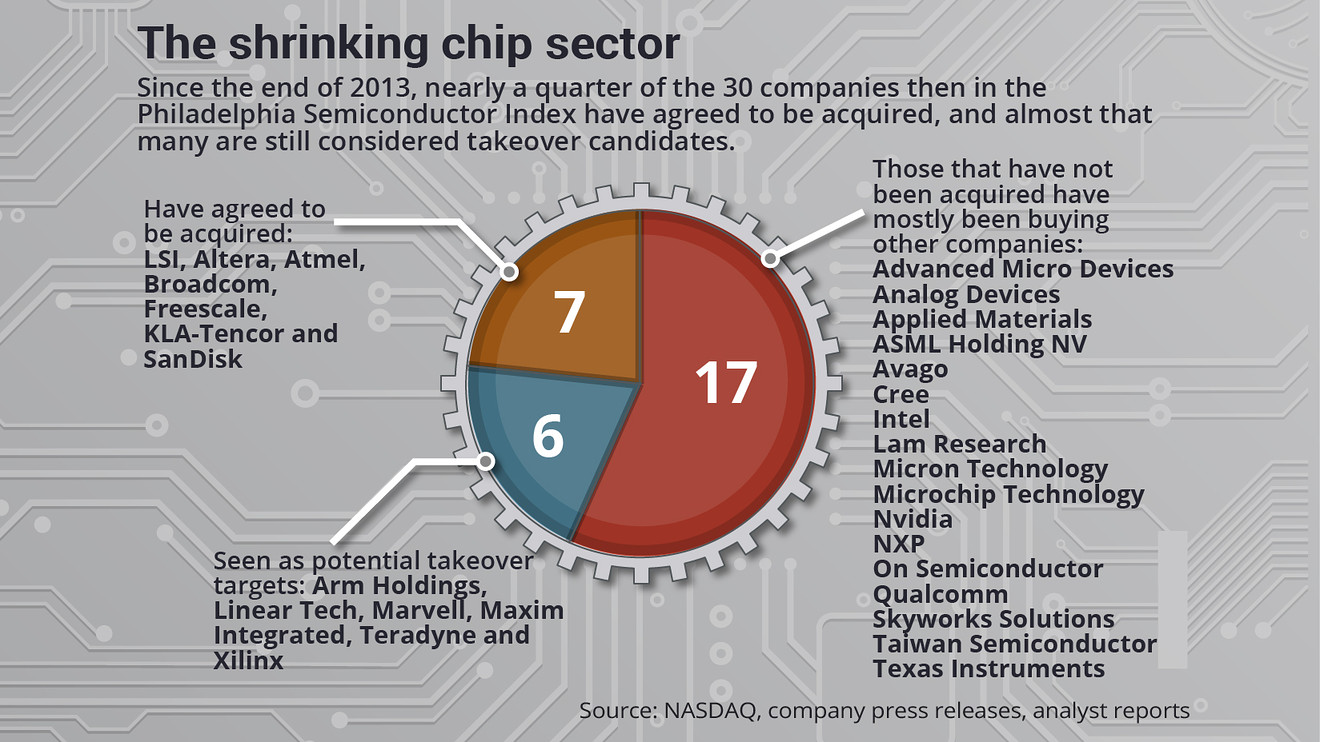 The shrinking chip sector
Since the end of 2013, nearly a quarter of the 30 companies then in the
Philadelphia Semiconductor Index have agreed to be acquired, and almost that
many are still considered takeover candidates.
Have agreed to
be acquired:
LSI, Altera, Atmel,
Broadcom,
Freescale,
KLA-Tencor and
SanDisk
7
6
17
Seen as potential takeover
targets: Arm Holdings,
Linear Tech, Marvell, Maxim
Integrated, Teradyne and
Xilinx
Those that have not
been acquired have
mostly been buying
other companies:
Advanced Micro Devices
Analog Devices
Applied Materials
ASML Holding NV
Avago
Cree
Intel
Lam Research
Micron Technology
Microchip Technology
Nvidia
NXP
On Semiconductor
Qualcomm
Skyworks Solutions
Taiwan Semiconductor
Texas Instruments
Source: NASDAQ, company press releases, analyst reports